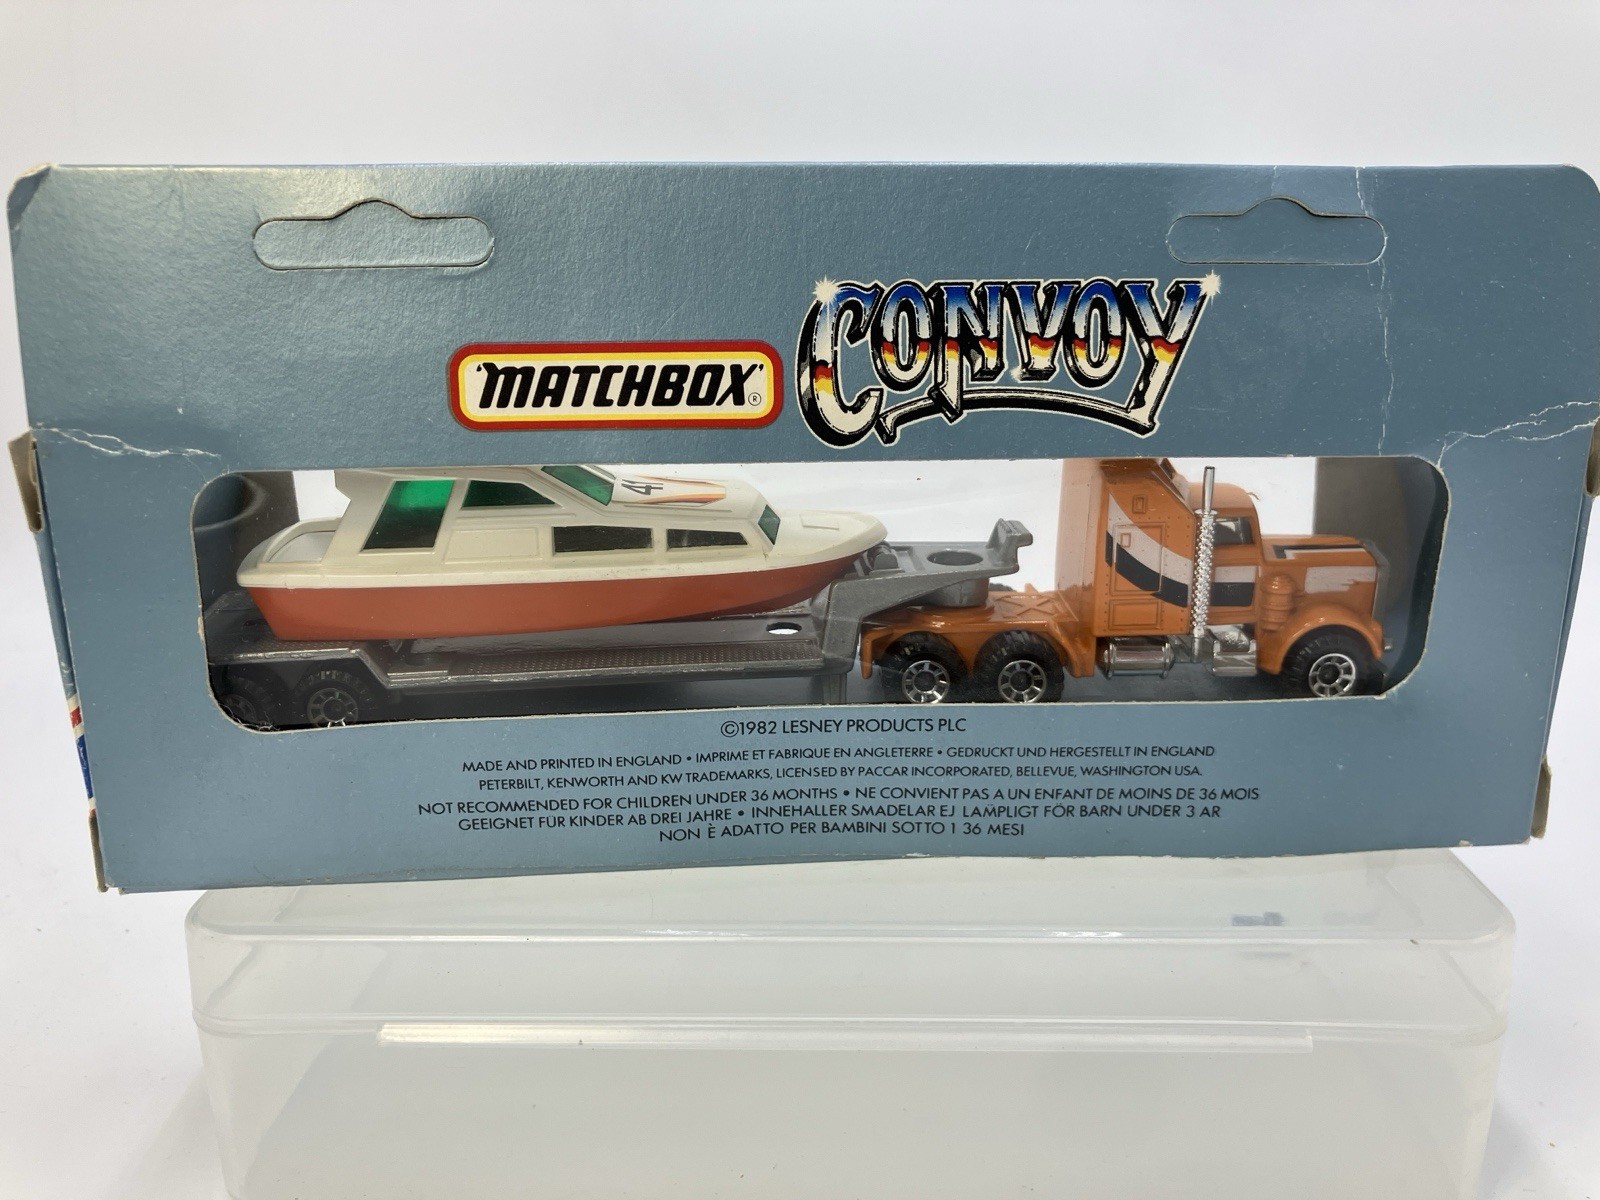 CONVOY
'MATCHBOX' ®
41
©1982 LESNEY PRODUCTS PLC
MADE AND PRINTED IN ENGLAND • IMPRIME ET FABRIQUE EN ANGLETERRE • GEDRUCKT UND HERGESTELLT IN ENGLAND
PETERBILT, KENWORTH AND KW TRADEMARKS, LICENSED BY PACCAR INCORPORATED, BELLEVUE, WASHINGTON USA.
NOT RECOMMENDED FOR CHILDREN UNDER 36 MONTHS • NE CONVIENT PAS A UN ENFANT DE MOINS DE 36 MOIS
GEEIGNET FÜR KINDER AB DREI JAHRE • INNEHALLER SMADELAR EJ LÄMPLIGT FÖR BARN UNDER 3 AR
NON È ADATTO PER BAMBINI SOTTO 1 36 MESI